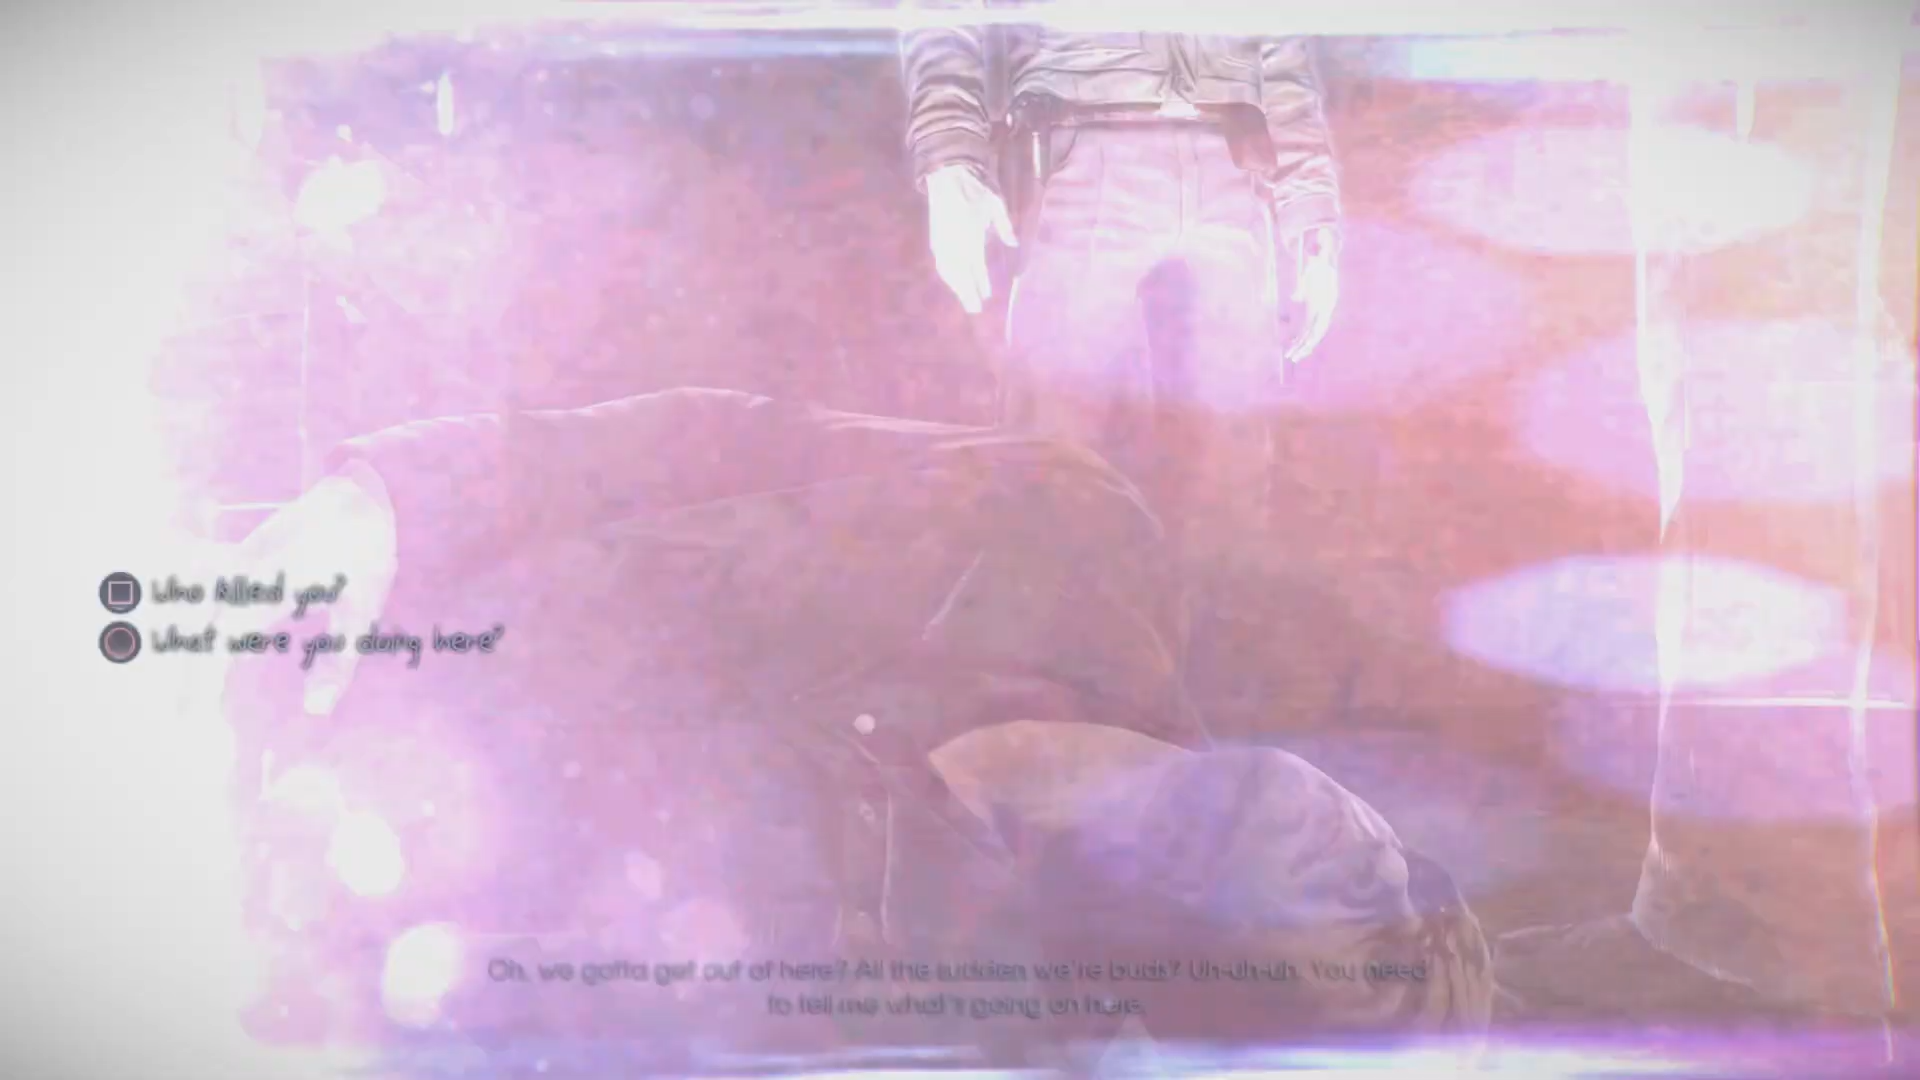 Who killed you?
What were you doing here?
Oh, we gotta get out of here? All the sudden we're buds? Uh-uh-uh. You need
to tell me what's going on here.